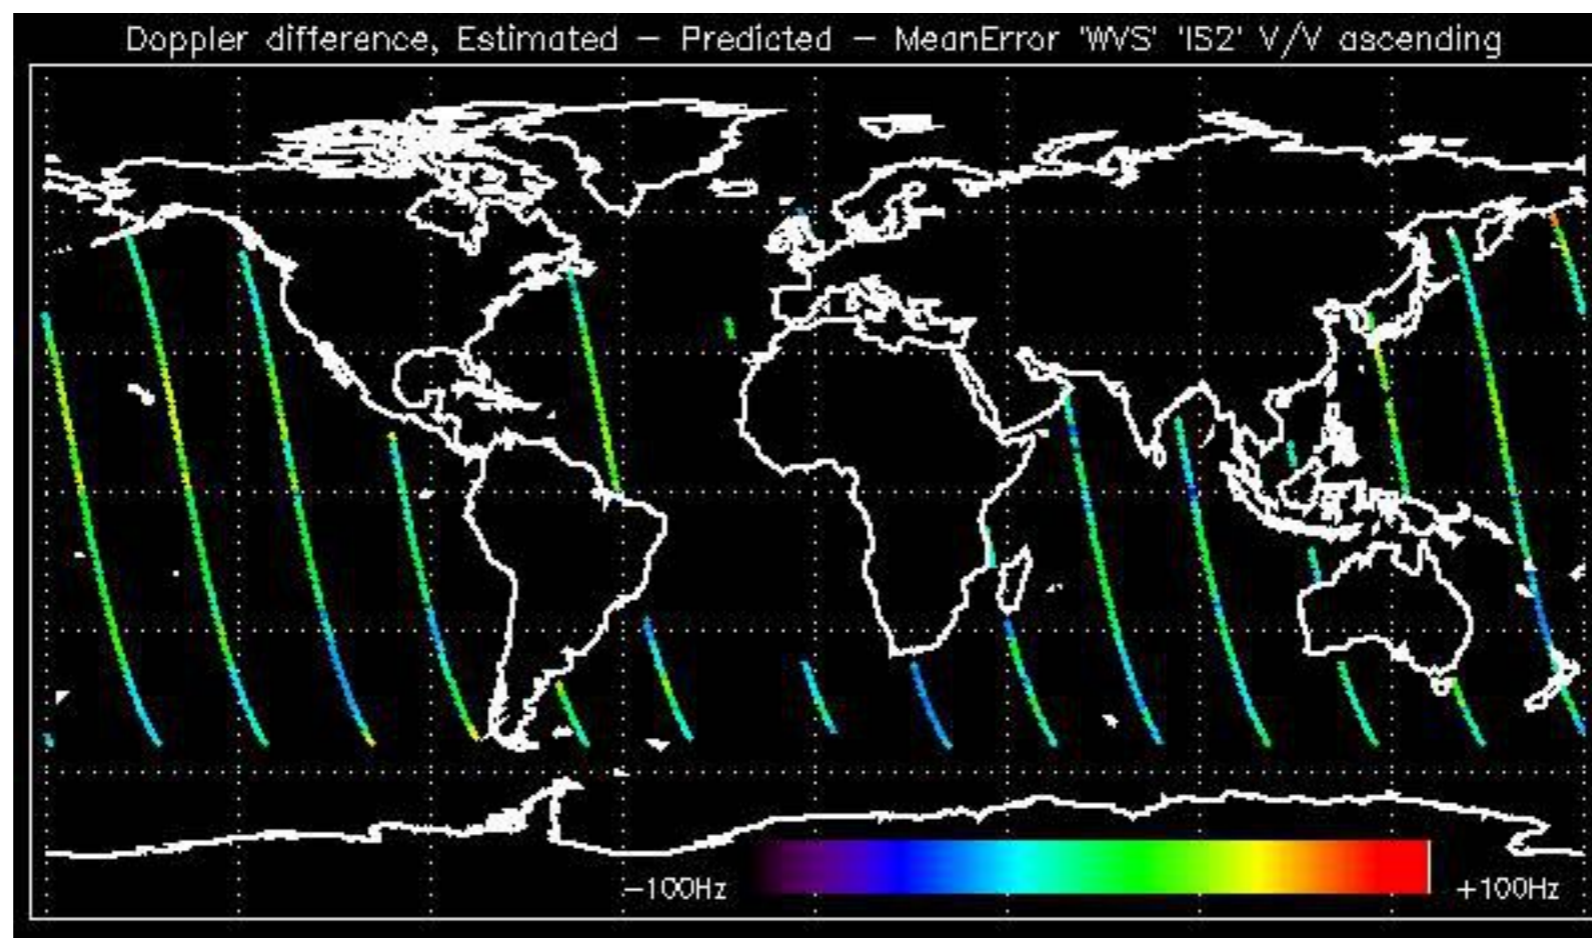 Doppler difference, Estimated – Predicted – MeanError 'WVS' 'IS2' V/V ascending
–100Hz +100Hz